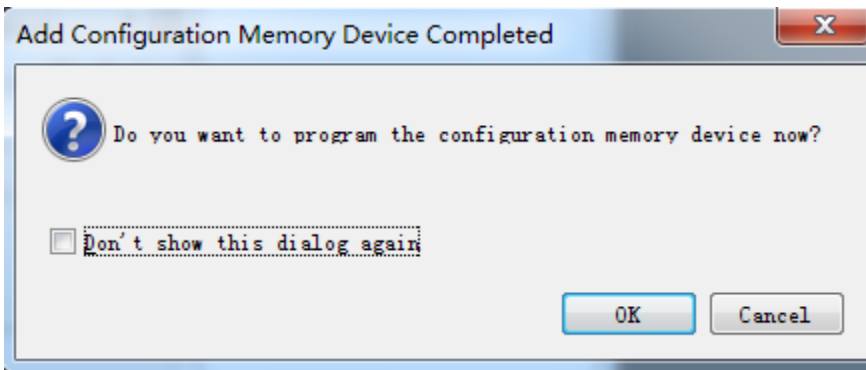 Add Configuration Memory Device Completed
Do you want to program the configuration memory device now?
Don't show this dialog again
OK
Cancel